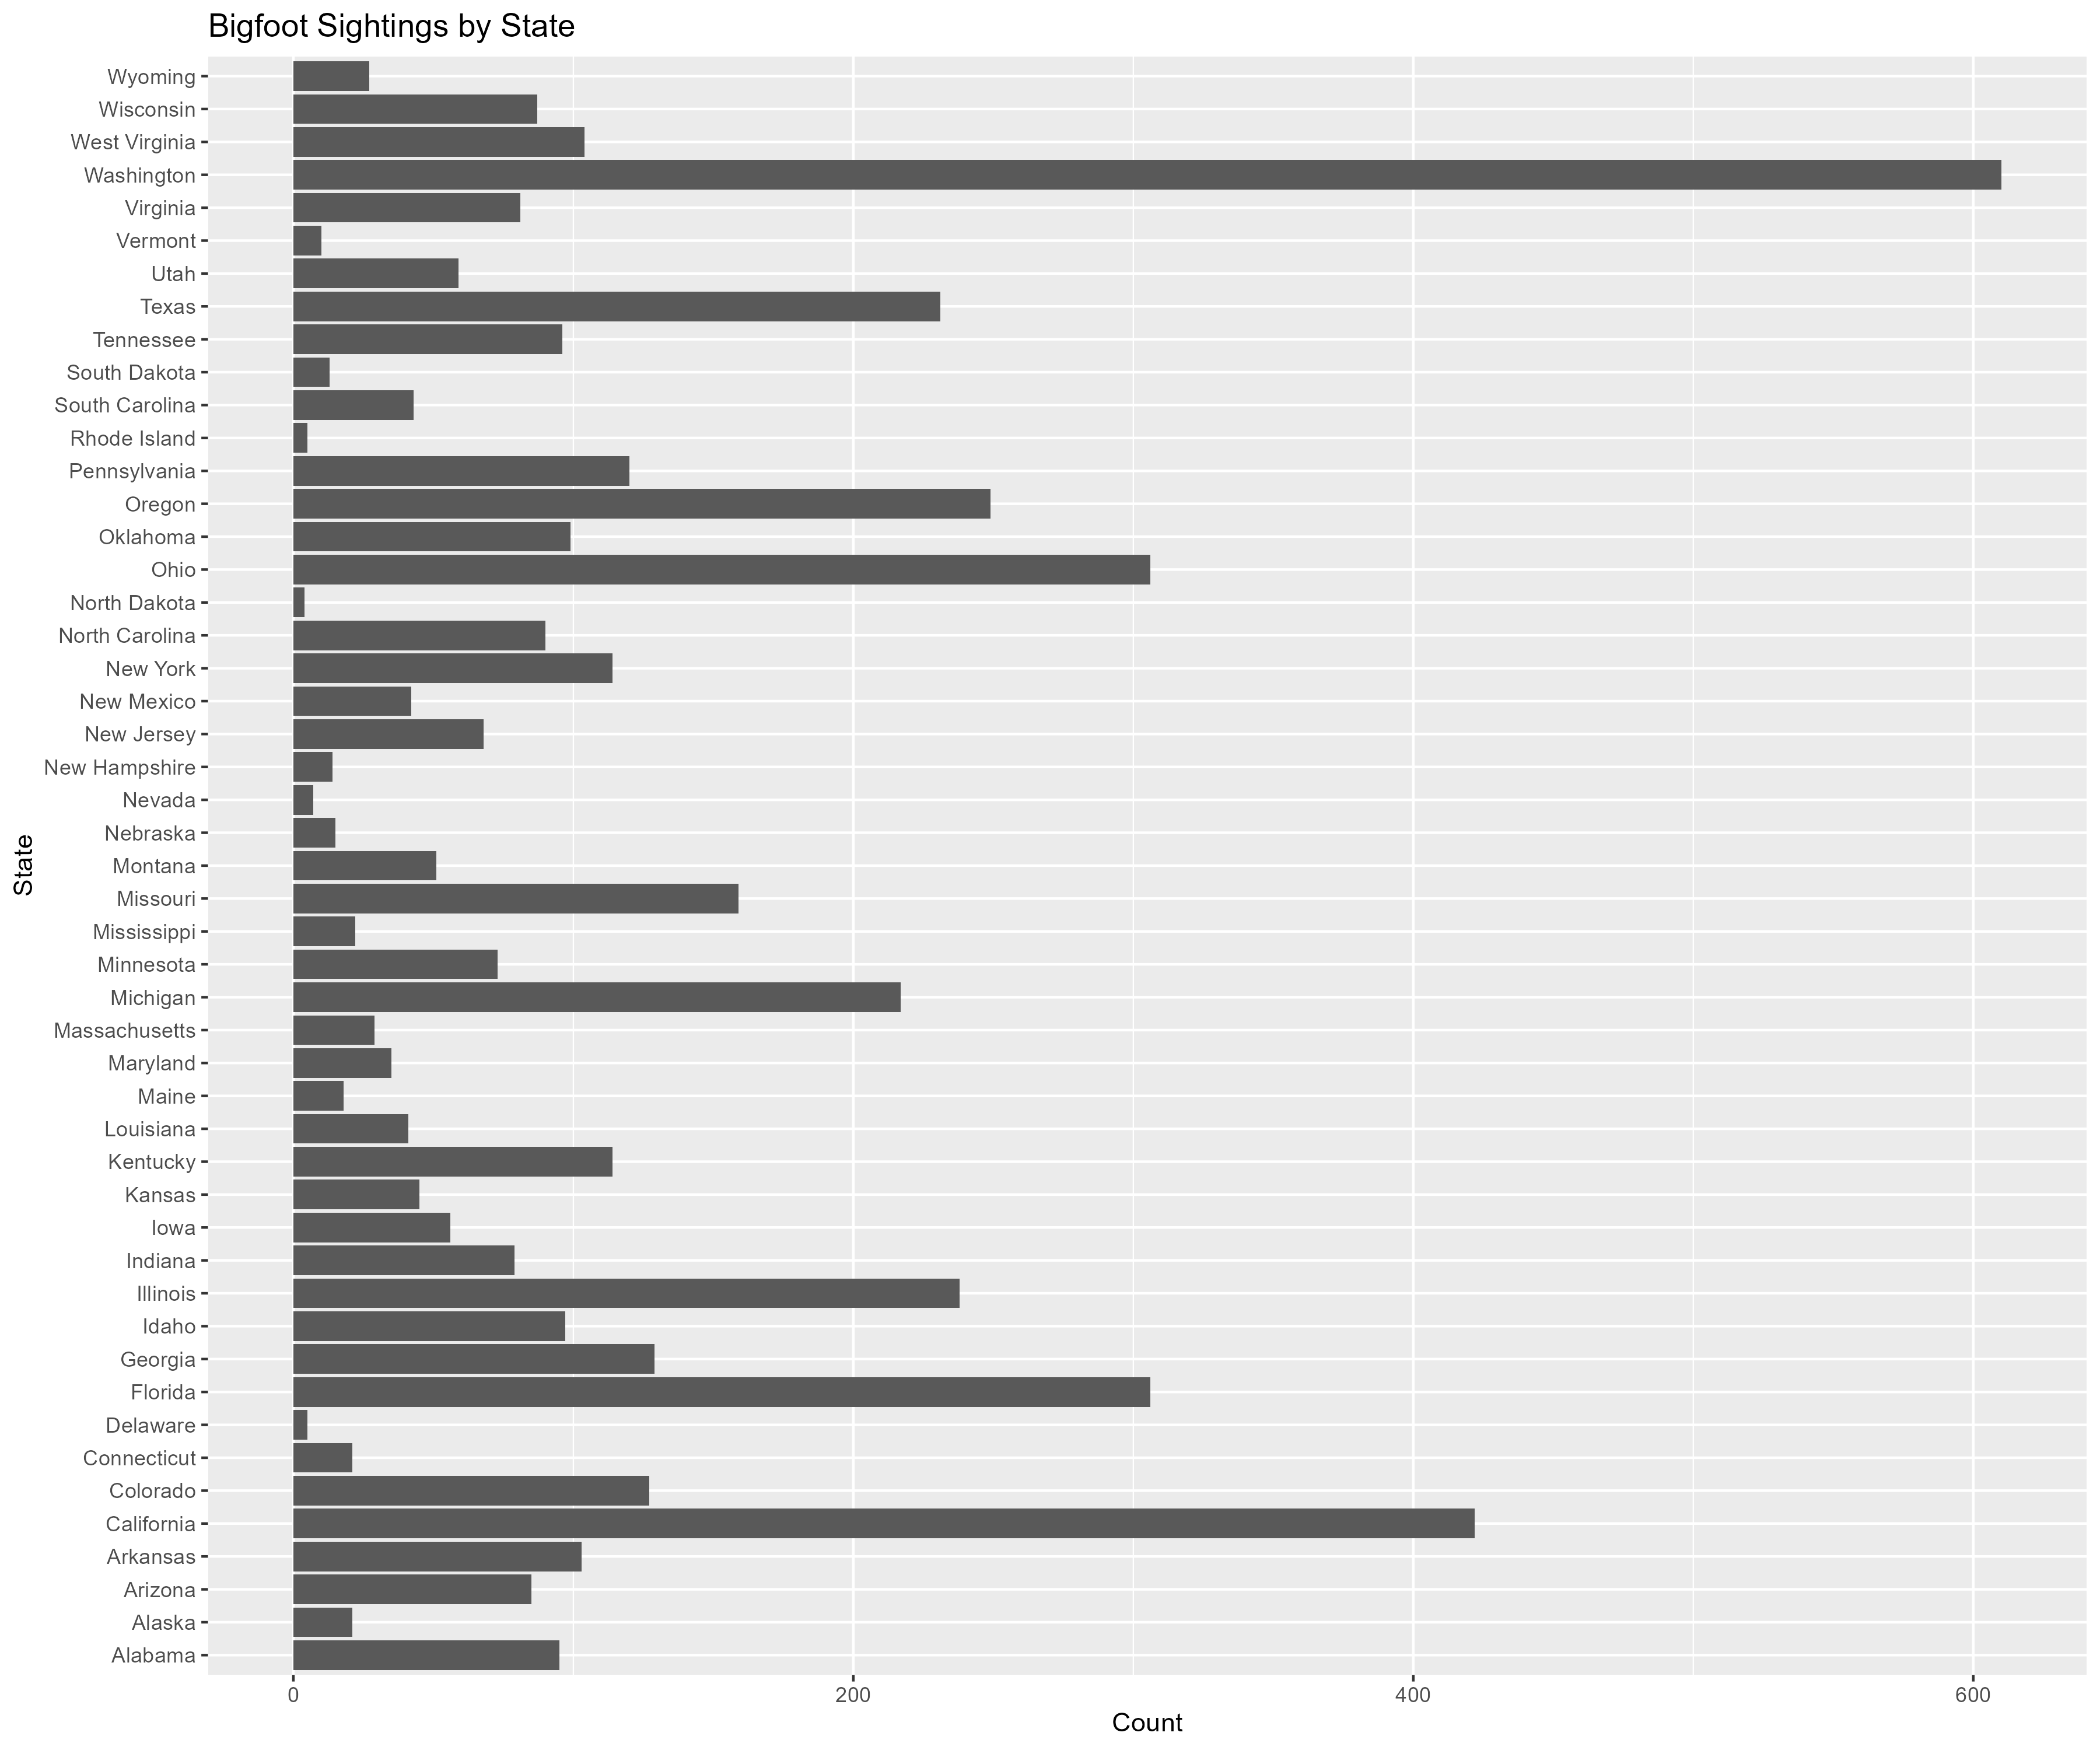 Bigfoot Sightings by State
Wyoming
Wisconsin
West Virginia
Washington
Virginia
Vermont
Utah
Texas
Tennessee
South Dakota
South Carolina
Rhode Island
Pennsylvania
Oregon
Oklahoma
Ohio
North Dakota
North Carolina
New York
New Mexico
New Jersey
New Hampshire
Nevada
Nebraska
Montana
Missouri
Mississippi
Minnesota
Michigan
Massachusetts
Maryland
Maine
Louisiana
Kentucky
Kansas
Iowa
Indiana
Illinois
Idaho
Georgia
Florida
Delaware
Connecticut
Colorado
California
Arkansas
Arizona
Alaska
Alabama
State
0 200 400 600
Count